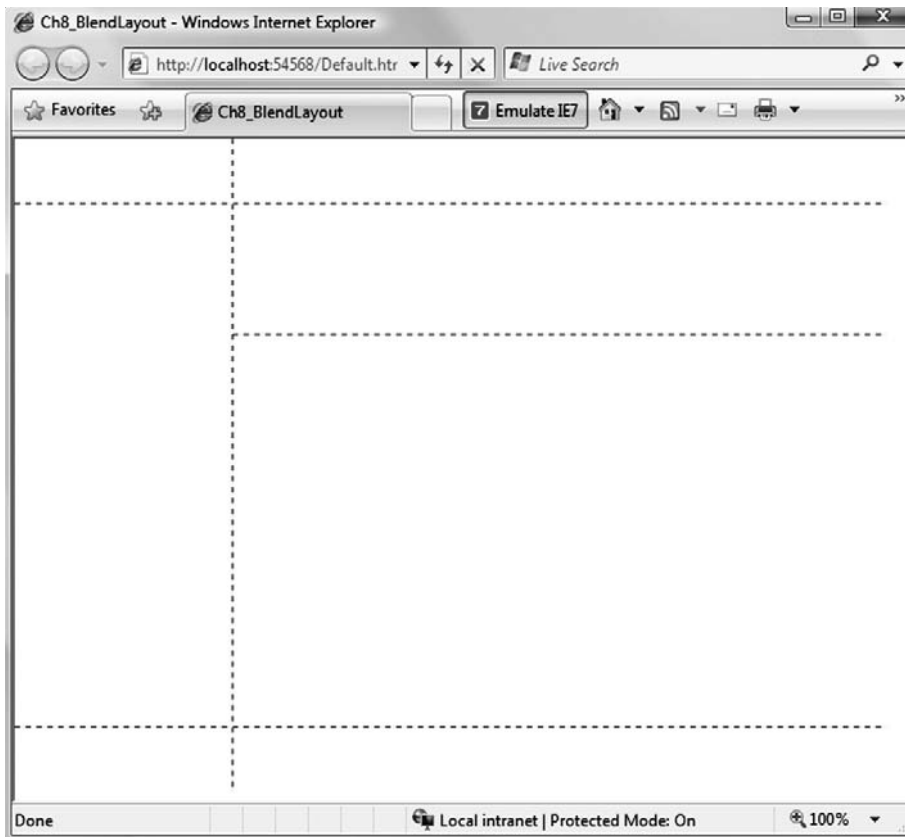 Ch8_BlendLayout - Windows Internet Explorer
http://localhost:54568/Default.htr
Live Search
Favorites
Ch8_BlendLayout
7 Emulate IE7
»
Done
Local intranet | Protected Mode: On
100%